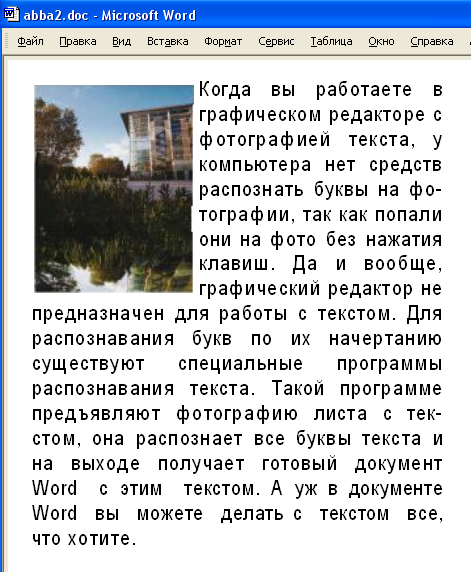 abba2.doc - Microsoft Word
Файл Правка Вид Вставка Формат Сервис Таблица Окно Справка
Когда вы работаете в
графическом редакторе с
фотографией текста, у
компьютера нет средств
распознать буквы на фо-
тографии, так как попали
они на фото без нажатия
клавиш. Да и вообще,
графический редактор не
предназначен для работы с текстом. Для
распознавания букв по их начертанию
существуют специальные программы
распознавания текста. Такой программе
предъявляют фотографию листа с тек-
стом, она распознает все буквы текста и
на выходе получает готовый документ
Word с этим текстом. А уж в документе
Word вы можете делать с текстом все,
что хотите.